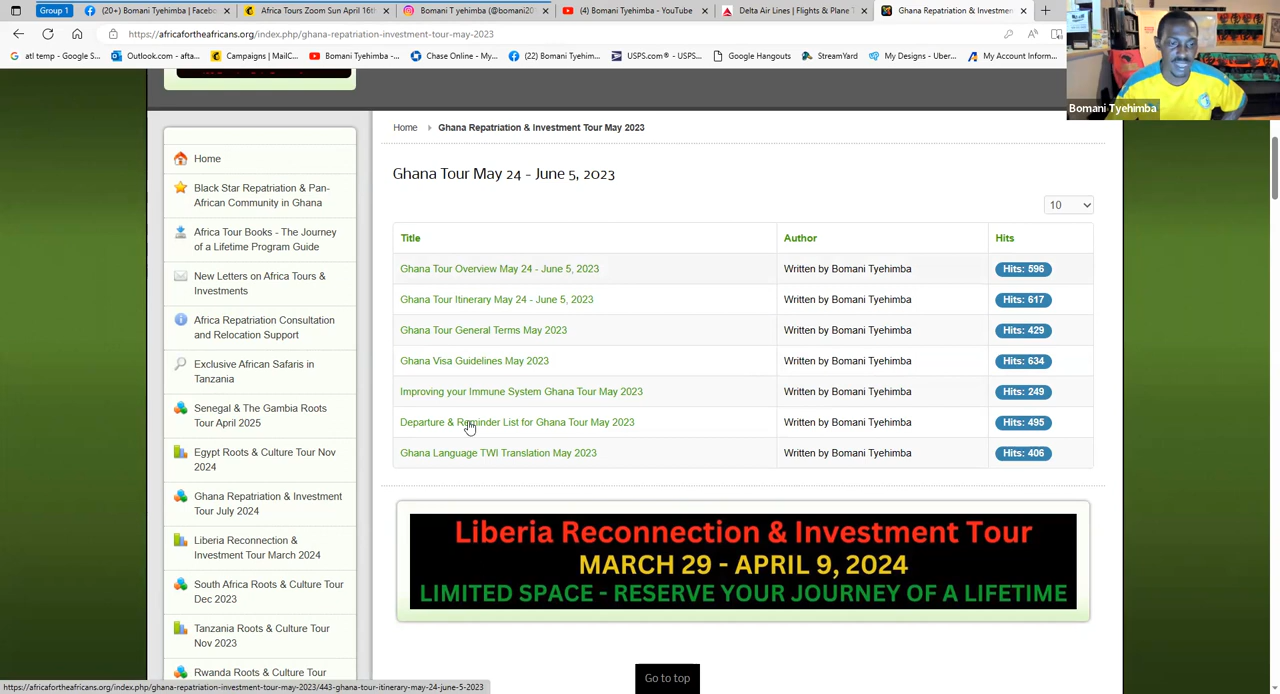 Group 1
(20+) Bomani Tyehimba | Facebo
Africa Tours Zoom Sun April 16th
Bomani T yehimba (@bomani20
(4) Bomani Tyehimba - YouTube
Delta Air Lines | Flights & Plane T
Ghana Repatriation & Investmen
https://africafortheafricans.org/index.php/ghana-repatriation-investment-tour-may-2023
atl temp - Google S...
Outlook.com - afta...
Campaigns | MailC...
Bomani Tyehimba -...
Chase Online - My...
(22) Bomani Tyehim...
USPS.com® - USPS...
Google Hangouts
StreamYard
My Designs - Uber...
My Account Inform...
Bomani Tyehimba
Home
Ghana Repatriation & Investment Tour May 2023
Home
Black Star Repatriation & Pan-
African Community in Ghana
Africa Tour Books - The Journey
of a Lifetime Program Guide
New Letters on Africa Tours &
Investments
Africa Repatriation Consultation
and Relocation Support
Exclusive African Safaris in
Tanzania
Senegal & The Gambia Roots
Tour April 2025
Egypt Roots & Culture Tour Nov
2024
Ghana Repatriation & Investment
Tour July 2024
Liberia Reconnection &
Investment Tour March 2024
South Africa Roots & Culture Tour
Dec 2023
Tanzania Roots & Culture Tour
Nov 2023
Rwanda Roots & Culture Tour
Ghana Tour May 24 - June 5, 2023
10
Title Author Hits
Ghana Tour Overview May 24 - June 5, 2023 Written by Bomani Tyehimba Hits: 596
Ghana Tour Itinerary May 24 - June 5, 2023 Written by Bomani Tyehimba Hits: 617
Ghana Tour General Terms May 2023 Written by Bomani Tyehimba Hits: 429
Ghana Visa Guidelines May 2023 Written by Bomani Tyehimba Hits: 634
Improving your Immune System Ghana Tour May 2023 Written by Bomani Tyehimba Hits: 249
Departure & Reminder List for Ghana Tour May 2023 Written by Bomani Tyehimba Hits: 495
Ghana Language TWI Translation May 2023 Written by Bomani Tyehimba Hits: 406
Liberia Reconnection & Investment Tour
MARCH 29 - APRIL 9, 2024
LIMITED SPACE - RESERVE YOUR JOURNEY OF A LIFETIME
Go to top
https://africafortheafricans.org/index.php/ghana-repatriation-investment-tour-may-2023/443-ghana-tour-itinerary-may-24-june-5-2023